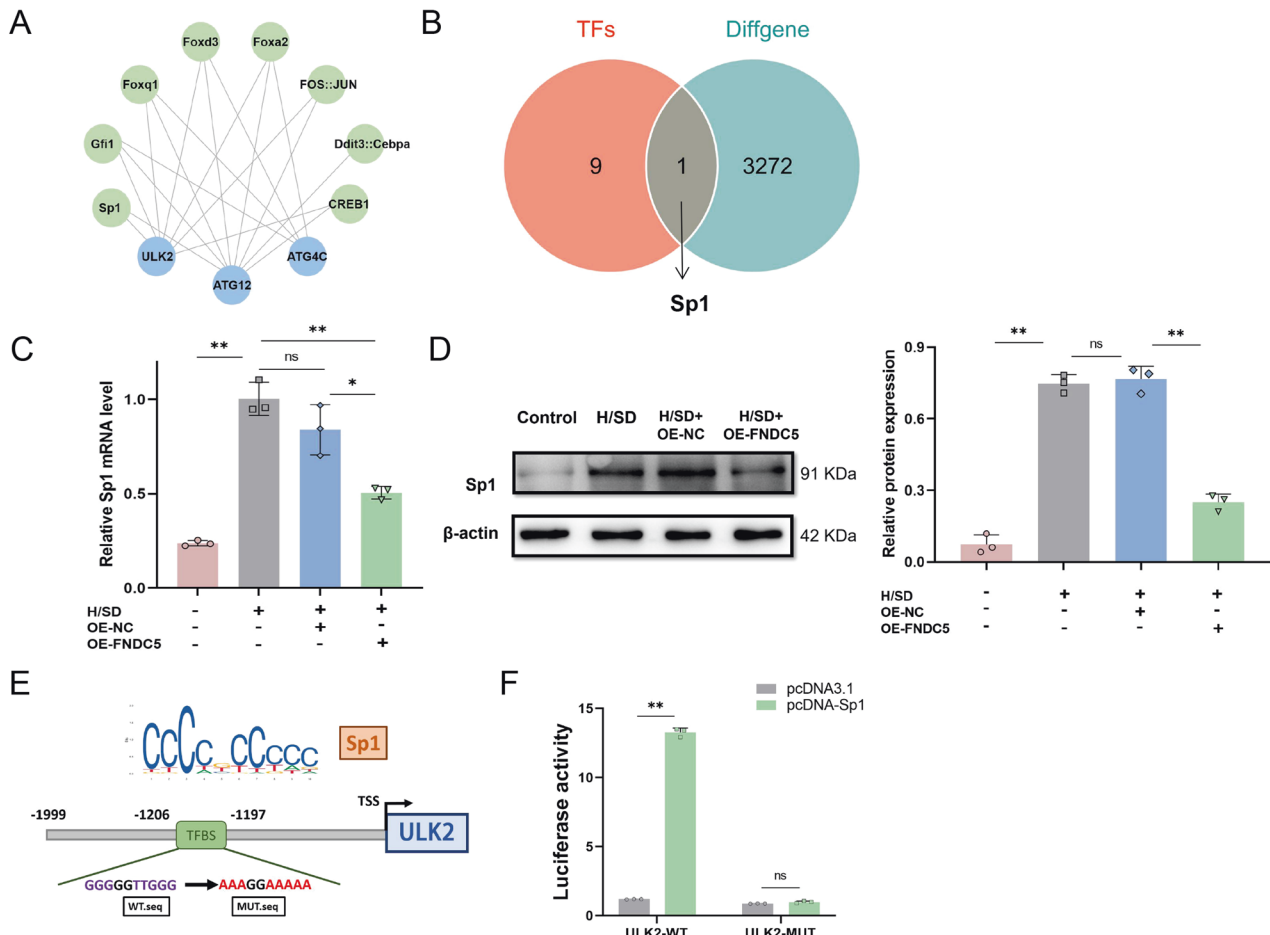 A
Foxd3
Foxa2
Foxq1
FOS::JUN
Gfi1
Ddit3::Cebpa
Sp1
CREB1
ULK2
ATG4C
ATG12
B
TFs
Diffgene
9
1
3272
Sp1
C
Relative Sp1 mRNA level
1.0
0.5
0.0
**
**
ns
*
H/SD - + + +
OE-NC - - + -
OE-FNDC5 - - - +
D
Control H/SD H/SD+ OE-NC H/SD+ OE-FNDC5
Sp1
91 KDa
β-actin
42 KDa
Relative protein expression
0.9
0.6
0.3
0.0
**
ns
**
H/SD - + + +
OE-NC - - + -
OE-FNDC5 - - - +
E
Sp1
-1999
-1206
-1197
TSS
TFBS
ULK2
GGGGGTTGGG
AAAGGAAAAA
WT.seq
MUT.seq
F
pcDNA3.1
pcDNA-Sp1
Luciferase activity
15
10
5
0
**
ns
ULK2-WT
ULK2-MUT